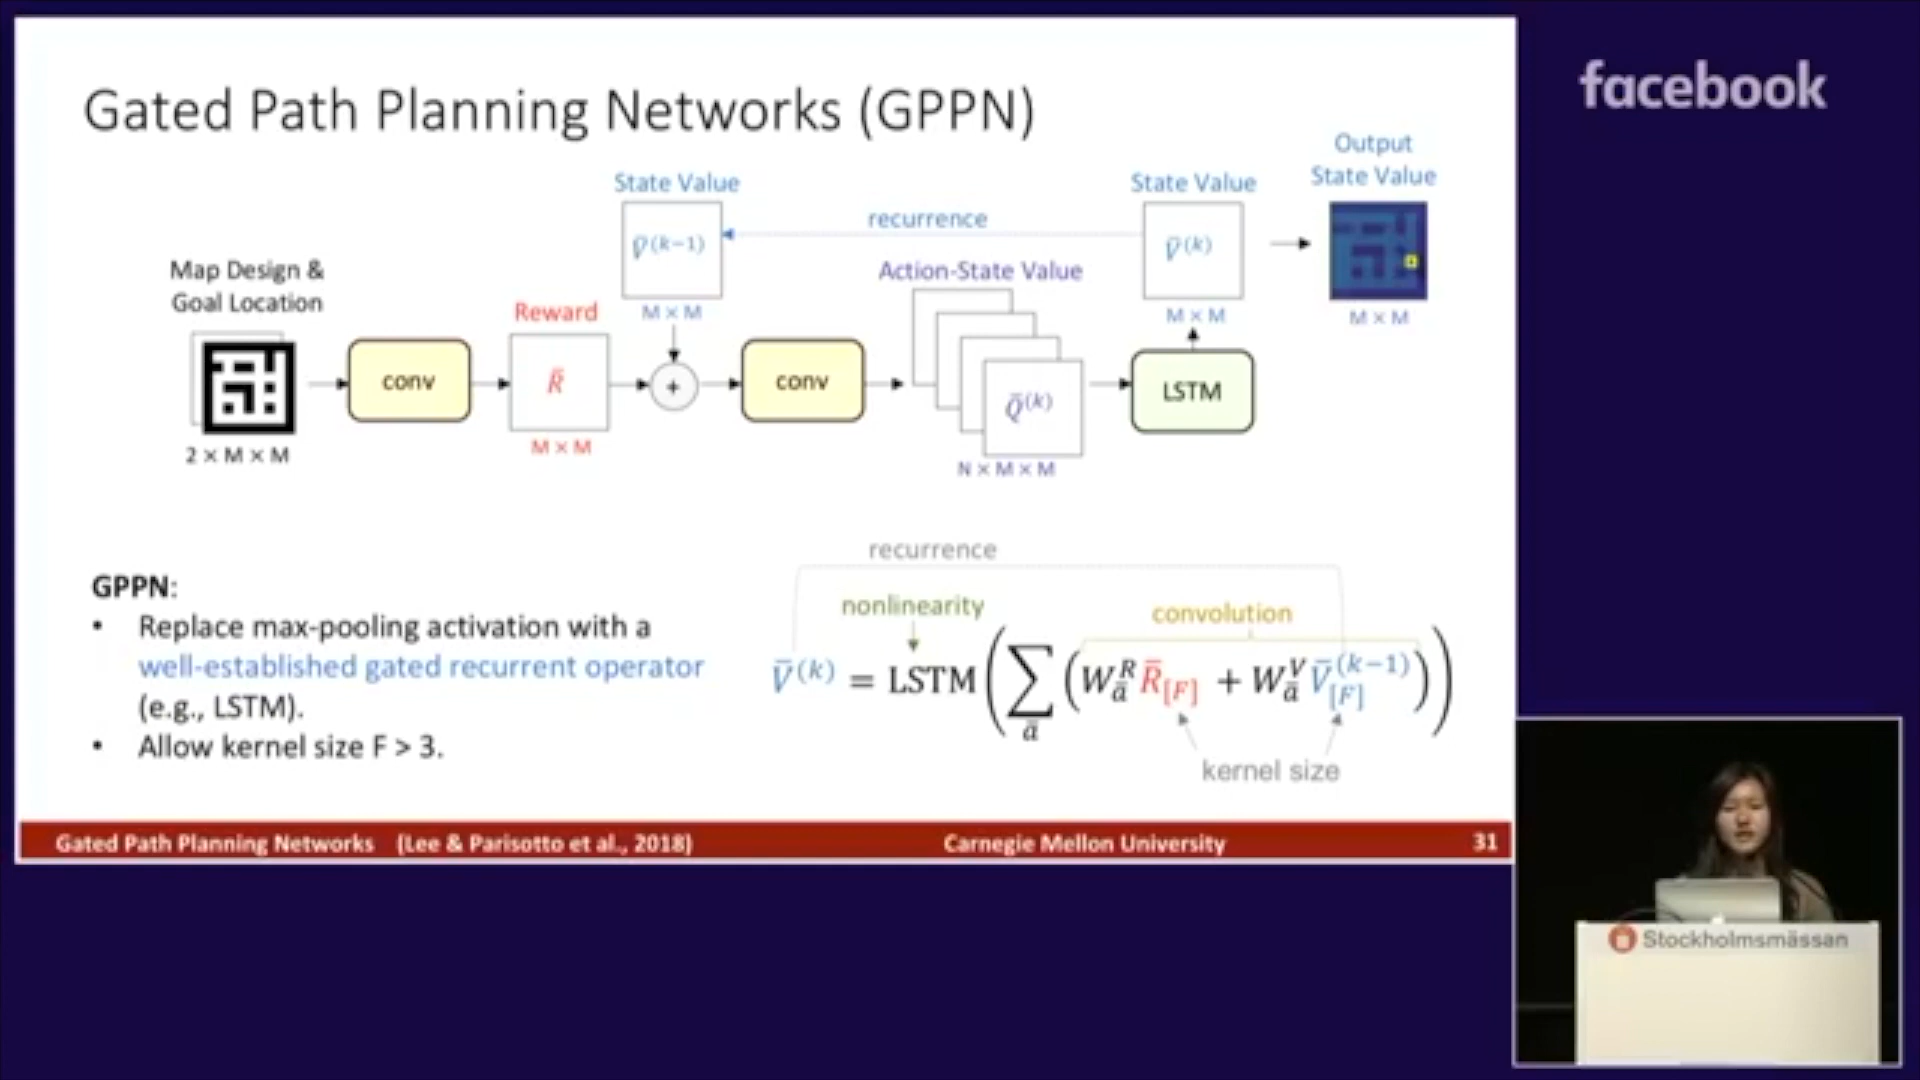 Gated Path Planning Networks (GPPN)
facebook
Output
State Value
State Value
State Value
recurrence
V̄^(k−1)
V̄^(k)
Map Design &
Goal Location
Action-State Value
Reward
M × M
M × M
M × M
conv
R̄
+
conv
Q̄^(k)
LSTM
M × M
2 × M × M
N × M × M
recurrence
GPPN:
nonlinearity
convolution
• Replace max-pooling activation with a
well-established gated recurrent operator
(e.g., LSTM).
• Allow kernel size F > 3.
V̄^(k) = LSTM(∑_ā (W_ā^R R̄_[F] + W_ā^V V̄_[F]^(k−1)))
kernel size
Gated Path Planning Networks (Lee & Parisotto et al., 2018)
Carnegie Mellon University
31
Stockholmsmässan